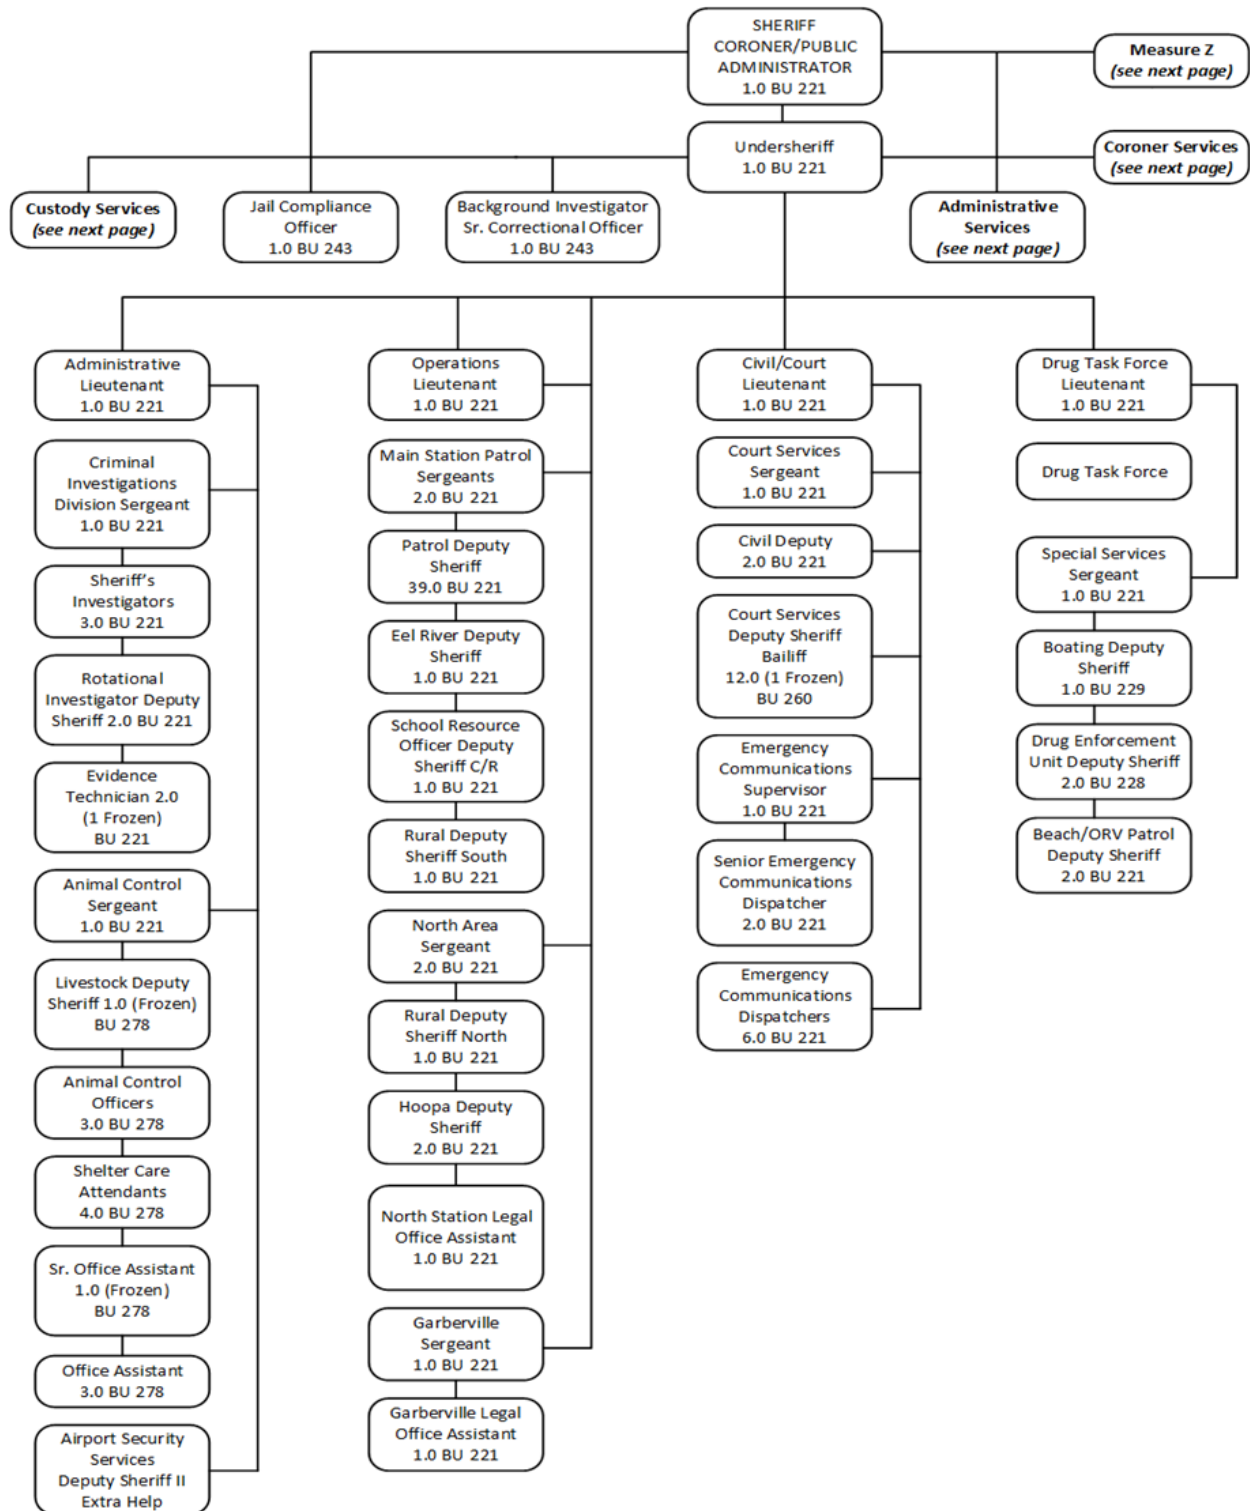 SHERIFF
CORONER/PUBLIC
ADMINISTRATOR
1.0 BU 221
Measure Z
(see next page)
Undersheriff
1.0 BU 221
Coroner Services
(see next page)
Custody Services
(see next page)
Jail Compliance
Officer
1.0 BU 243
Background Investigator
Sr. Correctional Officer
1.0 BU 243
Administrative
Services
(see next page)
Administrative
Lieutenant
1.0 BU 221
Criminal
Investigations
Division Sergeant
1.0 BU 221
Sheriff's
Investigators
3.0 BU 221
Rotational
Investigator Deputy
Sheriff 2.0 BU 221
Evidence
Technician 2.0
(1 Frozen)
BU 221
Animal Control
Sergeant
1.0 BU 221
Livestock Deputy
Sheriff 1.0 (Frozen)
BU 278
Animal Control
Officers
3.0 BU 278
Shelter Care
Attendants
4.0 BU 278
Sr. Office Assistant
1.0 (Frozen)
BU 278
Office Assistant
3.0 BU 278
Airport Security
Services
Deputy Sheriff II
Extra Help
Operations
Lieutenant
1.0 BU 221
Main Station Patrol
Sergeants
2.0 BU 221
Patrol Deputy
Sheriff
39.0 BU 221
Eel River Deputy
Sheriff
1.0 BU 221
School Resource
Officer Deputy
Sheriff C/R
1.0 BU 221
Rural Deputy
Sheriff South
1.0 BU 221
North Area
Sergeant
2.0 BU 221
Rural Deputy
Sheriff North
1.0 BU 221
Hoopa Deputy
Sheriff
2.0 BU 221
North Station Legal
Office Assistant
1.0 BU 221
Garberville
Sergeant
1.0 BU 221
Garberville Legal
Office Assistant
1.0 BU 221
Civil/Court
Lieutenant
1.0 BU 221
Court Services
Sergeant
1.0 BU 221
Civil Deputy
2.0 BU 221
Court Services
Deputy Sheriff
Bailiff
12.0 (1 Frozen)
BU 260
Emergency
Communications
Supervisor
1.0 BU 221
Senior Emergency
Communications
Dispatcher
2.0 BU 221
Emergency
Communications
Dispatchers
6.0 BU 221
Drug Task Force
Lieutenant
1.0 BU 221
Drug Task Force
Special Services
Sergeant
1.0 BU 221
Boating Deputy
Sheriff
1.0 BU 229
Drug Enforcement
Unit Deputy Sheriff
2.0 BU 228
Beach/ORV Patrol
Deputy Sheriff
2.0 BU 221